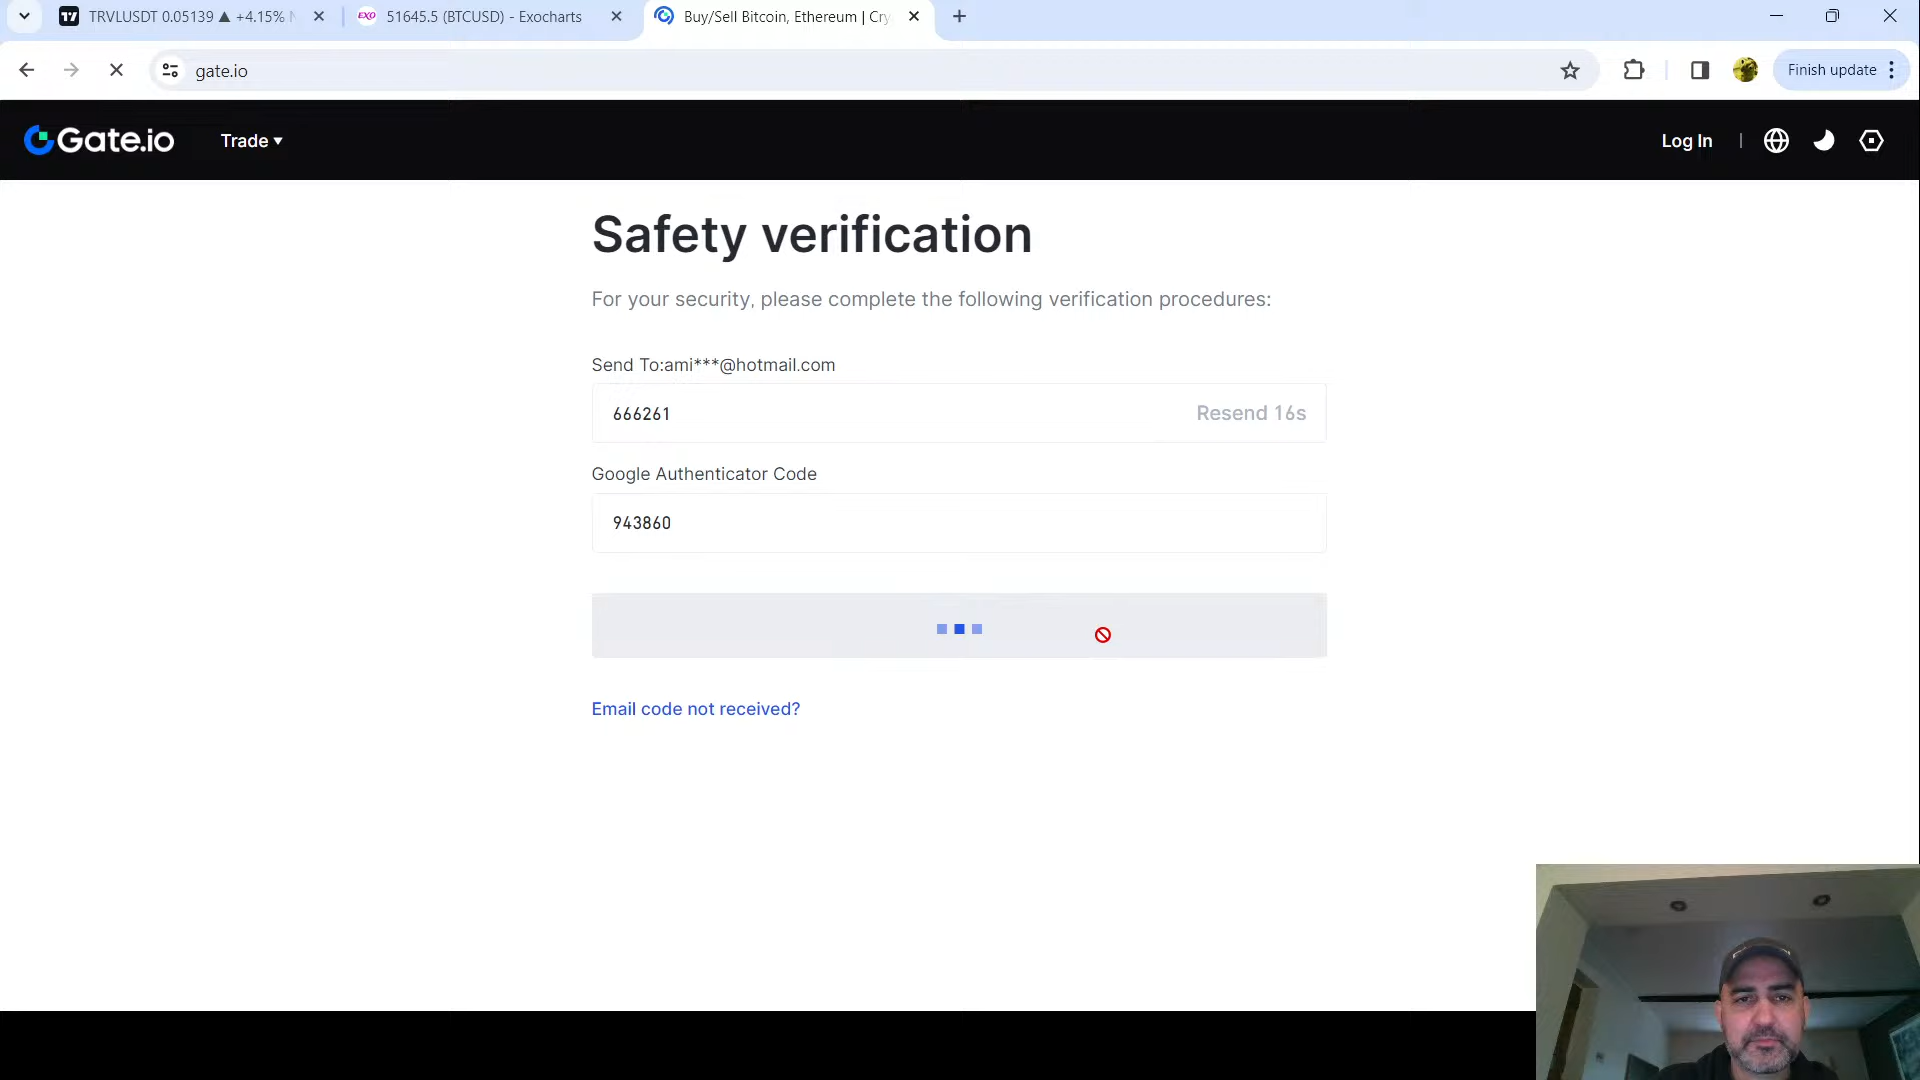 TRVLUSDT 0.05139 ▲ +4.15%
EXO 51645.5 (BTCUSD) - Exocharts
Buy/Sell Bitcoin, Ethereum | Cry
gate.io
Finish update
Gate.io
Trade ▾
Log In
Safety verification
For your security, please complete the following verification procedures:
Send To:ami***@hotmail.com
666261
Resend 16s
Google Authenticator Code
943860
Email code not received?